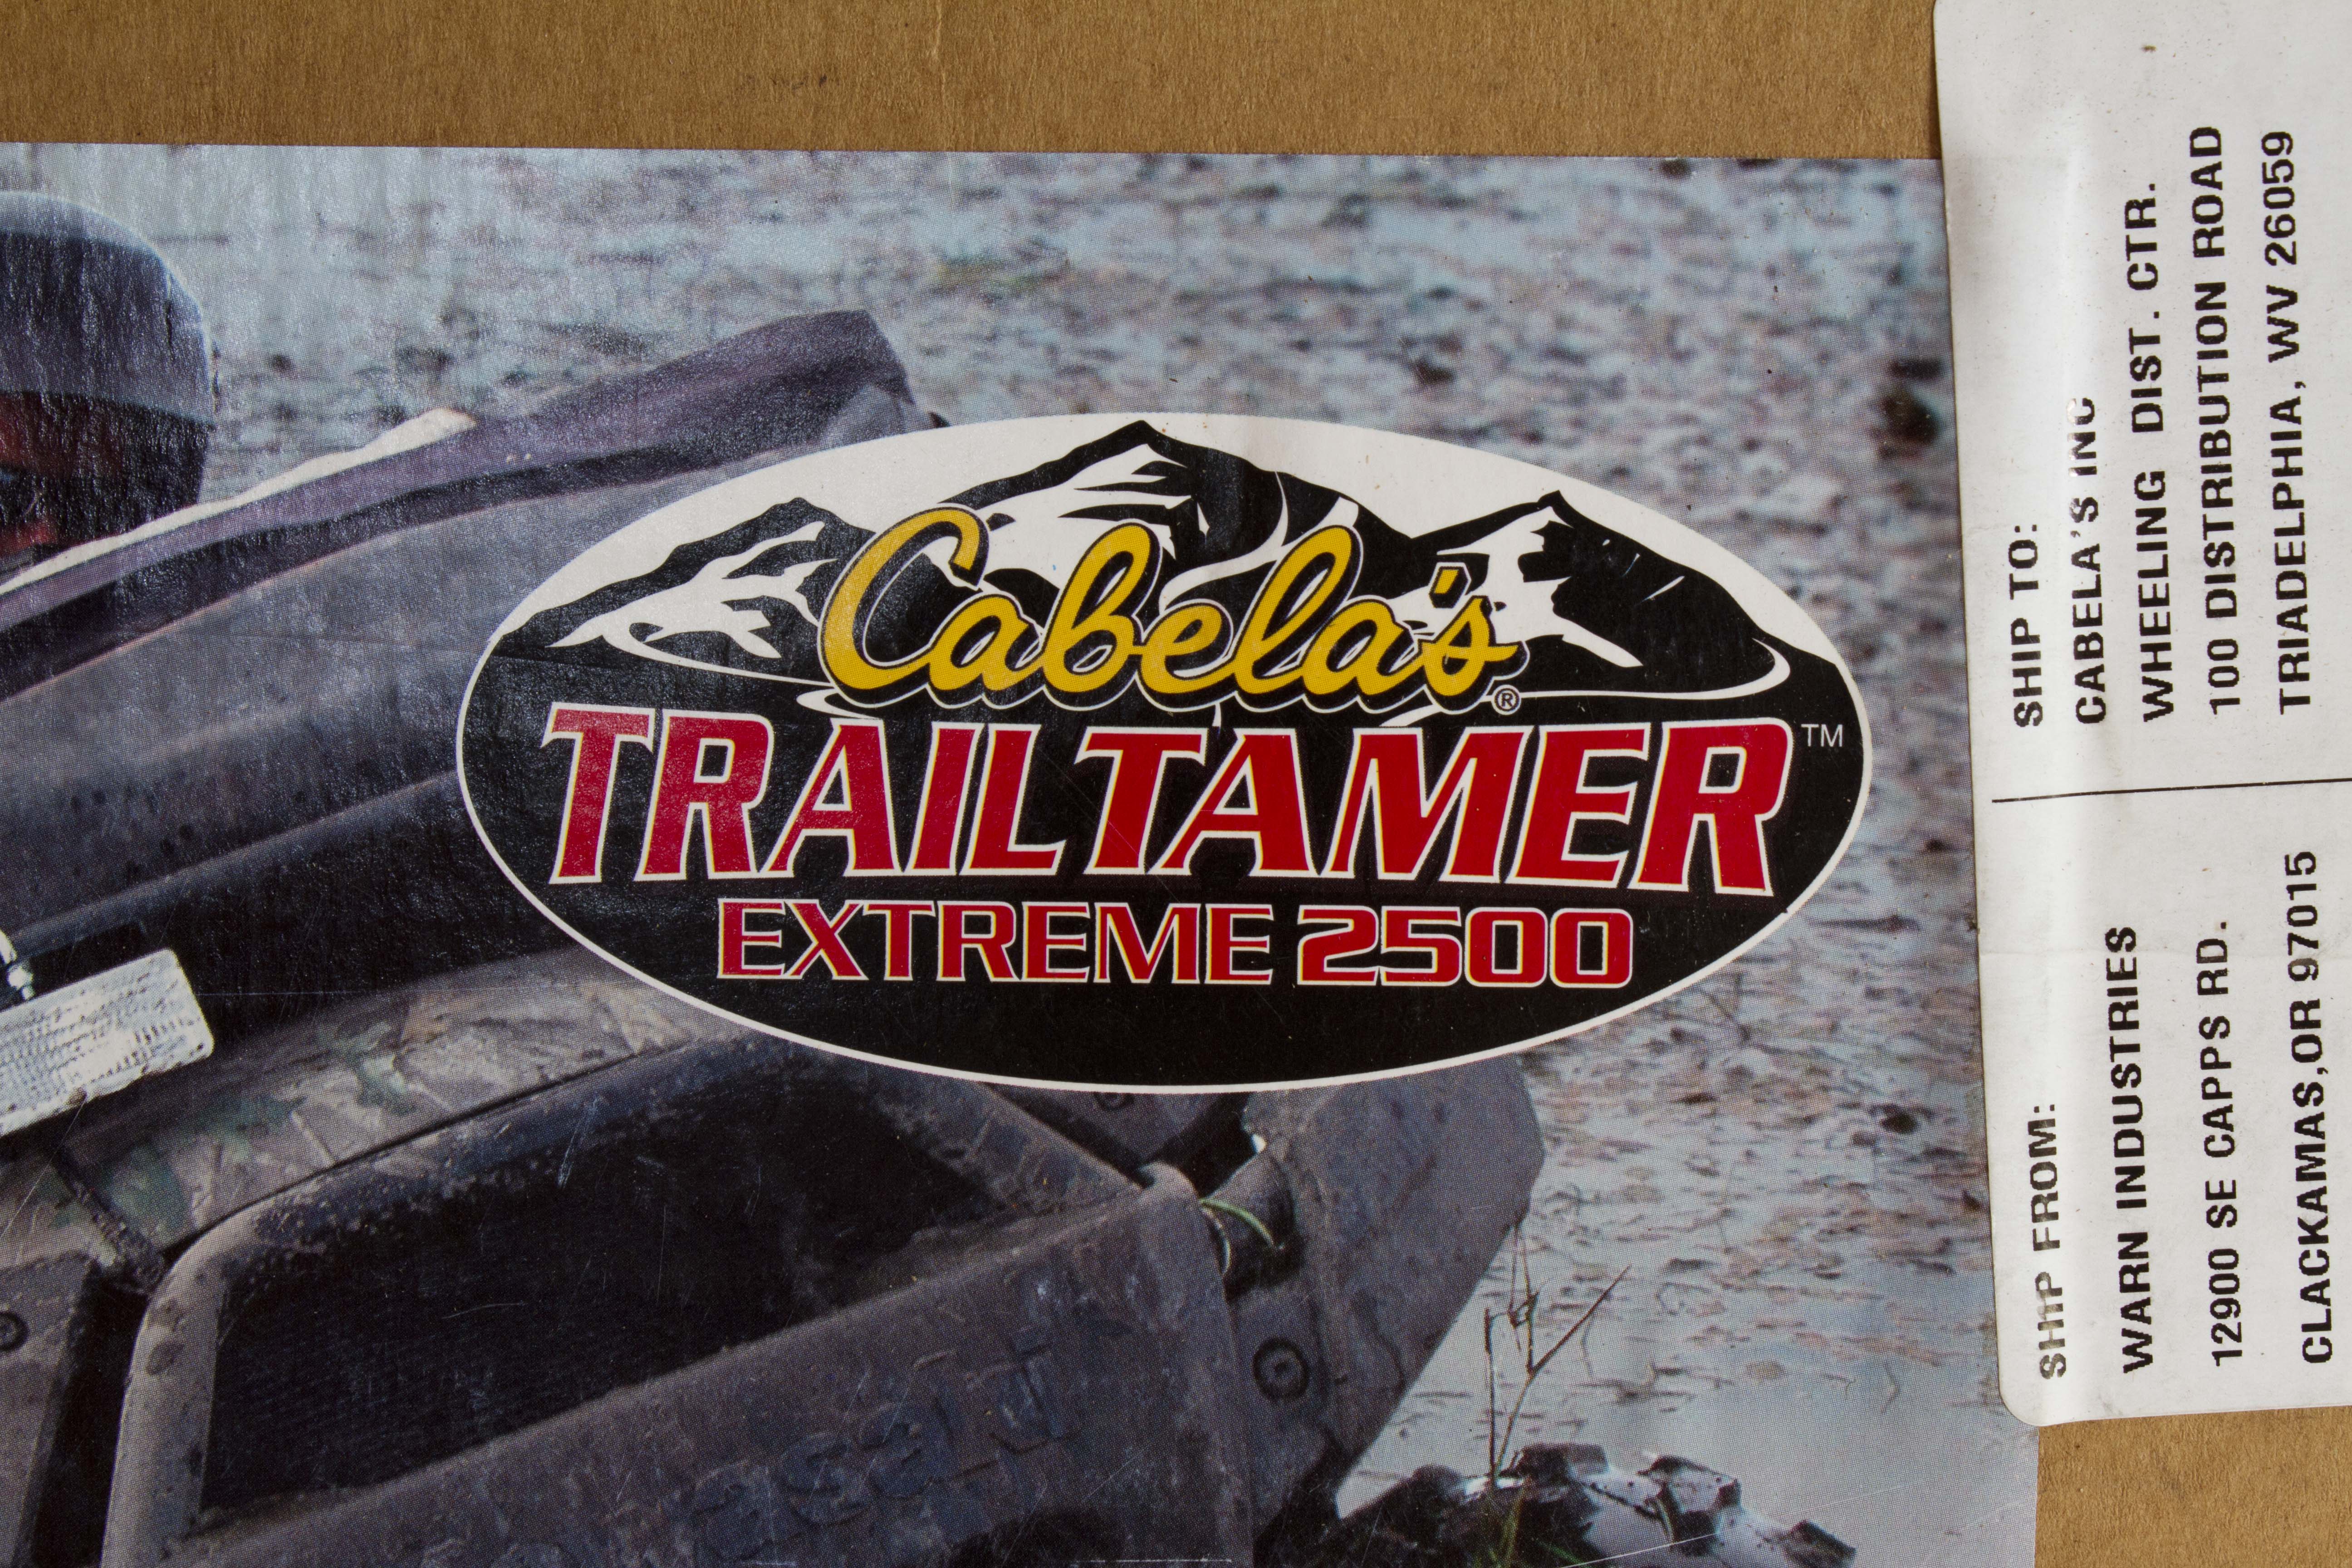 Cabela's®
TRAILTAMER™
EXTREME 2500
SHIP TO:
CABELA'S INC
WHEELING DIST. CTR.
100 DISTRIBUTION ROAD
TRIADELPHIA, WV 26059
SHIP FROM:
WARN INDUSTRIES
12900 SE CAPPS RD.
CLACKAMAS,OR 97015